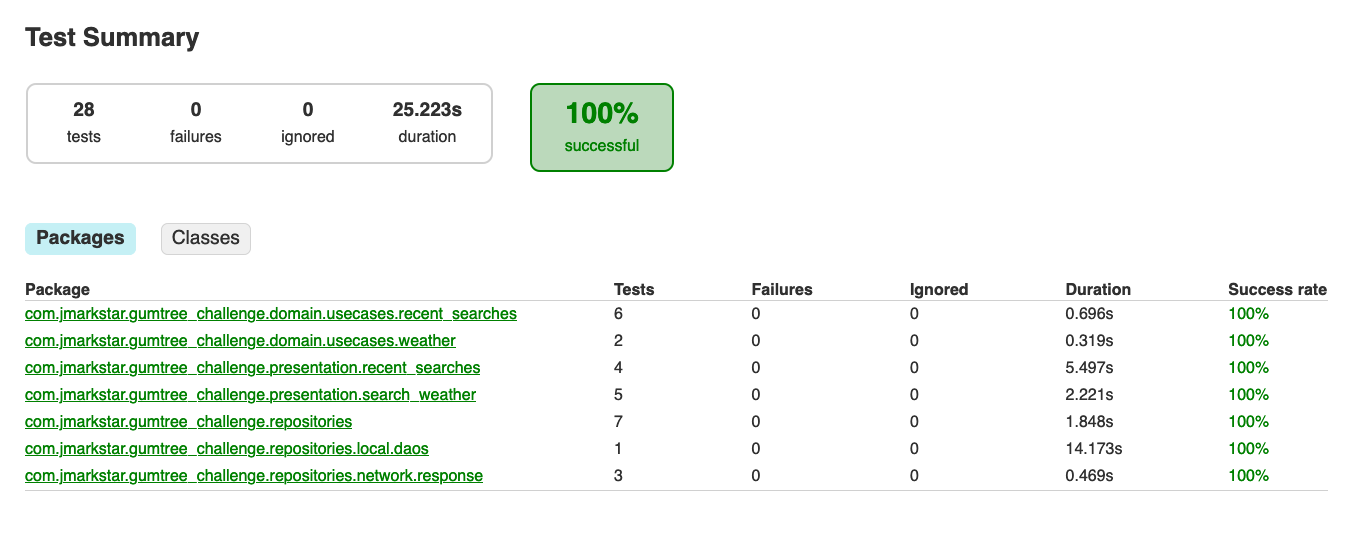 Test Summary
28 0 0 25.223s
tests failures ignored duration
100%
successful
Packages Classes
Package Tests Failures Ignored Duration Success rate
com.jmarkstar.gumtree_challenge.domain.usecases.recent_searches 6 0 0 0.696s 100%
com.jmarkstar.gumtree_challenge.domain.usecases.weather 2 0 0 0.319s 100%
com.jmarkstar.gumtree_challenge.presentation.recent_searches 4 0 0 5.497s 100%
com.jmarkstar.gumtree_challenge.presentation.search_weather 5 0 0 2.221s 100%
com.jmarkstar.gumtree_challenge.repositories 7 0 0 1.848s 100%
com.jmarkstar.gumtree_challenge.repositories.local.daos 1 0 0 14.173s 100%
com.jmarkstar.gumtree_challenge.repositories.network.response 3 0 0 0.469s 100%